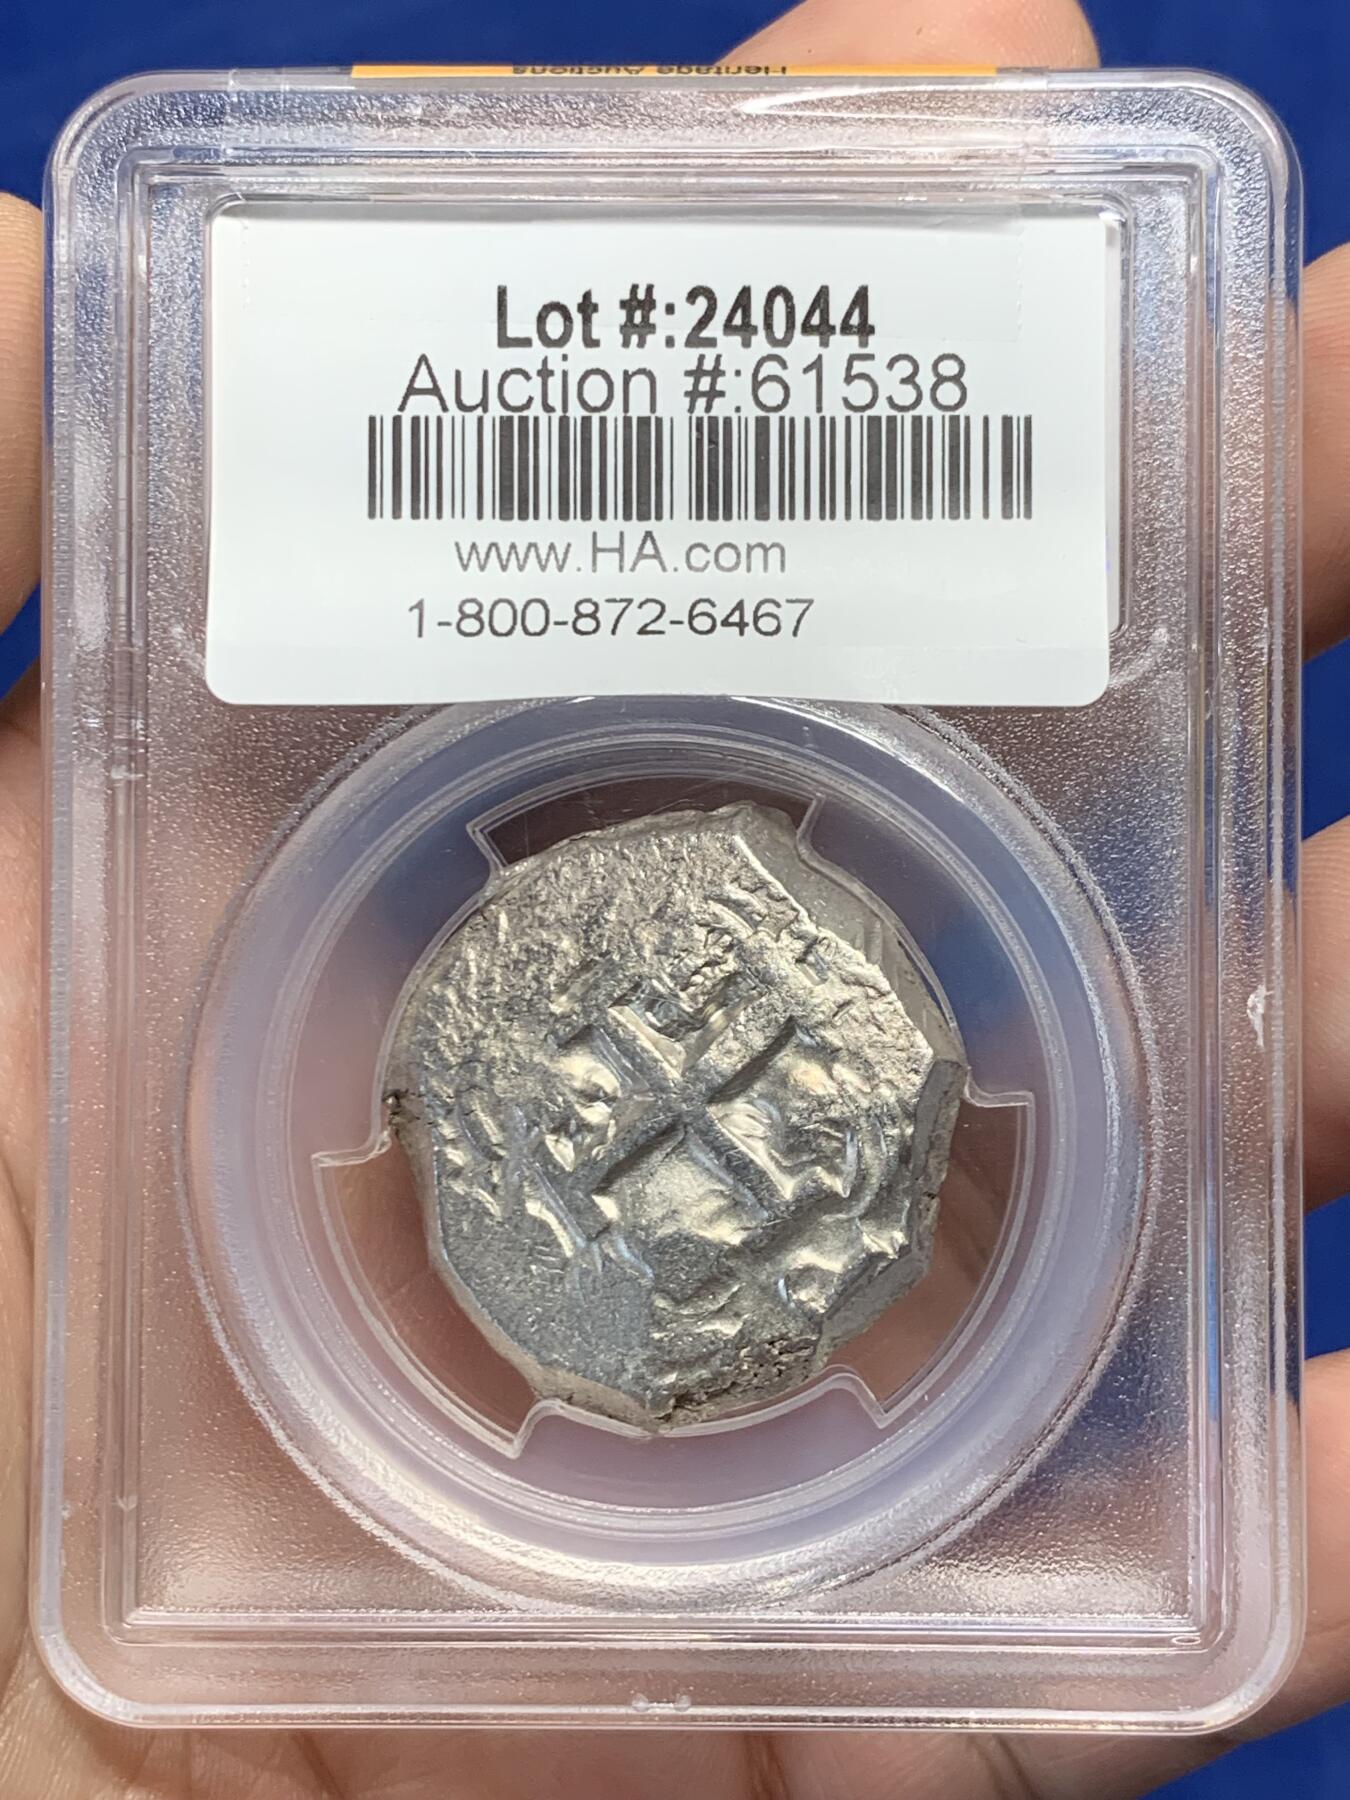 Heritage Auctions
Lot #:24044
Auction #:61538
www.HA.com
1-800-872-6467